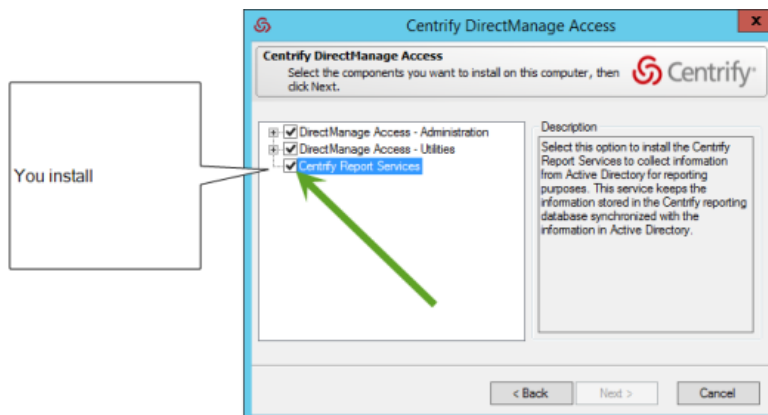 Centrify DirectManage Access
Centrify DirectManage Access
Select the components you want to install on this computer, then
click Next.
Centrify
You install
DirectManage Access - Administration
DirectManage Access - Utilities
Centrify Report Services
Description
Select this option to install the Centrify
Report Services to collect information
from Active Directory for reporting
purposes. This service keeps the
information stored in the Centrify reporting
database synchronized with the
information in Active Directory.
< Back
Next >
Cancel